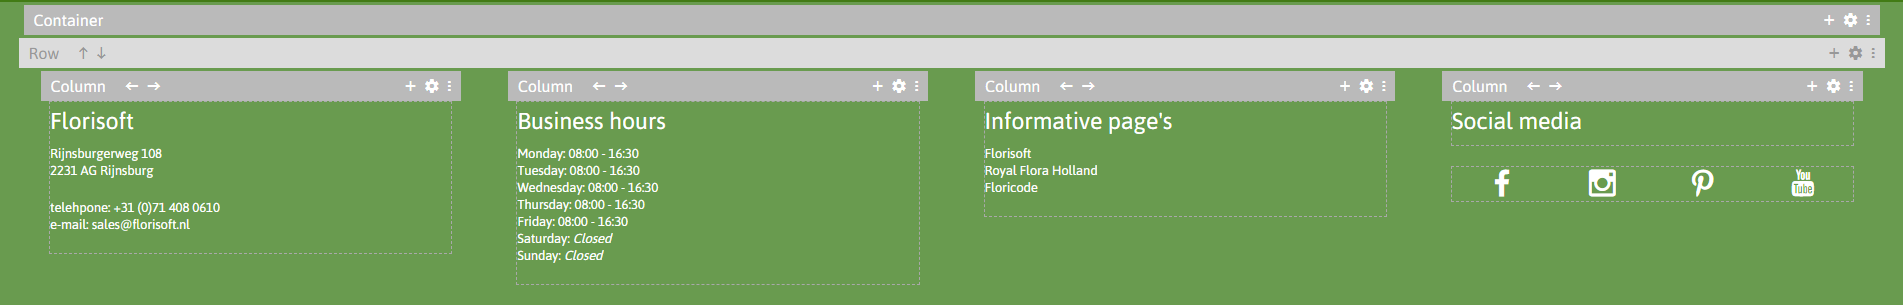 Container
Row
Column
Florisoft
Rijnsburgerweg 108
2231 AG Rijnsburg
telehpone: +31 (0)71 408 0610
e-mail: sales@florisoft.nl
Column
Business hours
Monday: 08:00 - 16:30
Tuesday: 08:00 - 16:30
Wednesday: 08:00 - 16:30
Thursday: 08:00 - 16:30
Friday: 08:00 - 16:30
Saturday: Closed
Sunday: Closed
Column
Informative page's
Florisoft
Royal Flora Holland
Floricode
Column
Social media
You
Tube